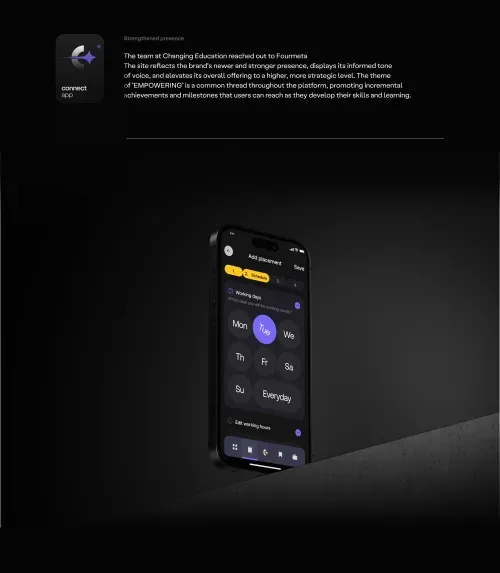 Strengthened presence
The team at Changing Education reached out to Fourmeta
The site reflects the brand's newer and stronger presence, displays its informed tone
of voice, and elevates its overall offering to a higher, more strategic level. The theme
of 'EMPOWERING' is a common thread throughout the platform, promoting incremental
achievements and milestones that users can reach as they develop their skills and learning.
connect
app
Add placement
Save
1
2. Schedule
3
4
Working days
Mon
Tue
We
Th
Fr
Sa
Su
Everyday
Edit working hours